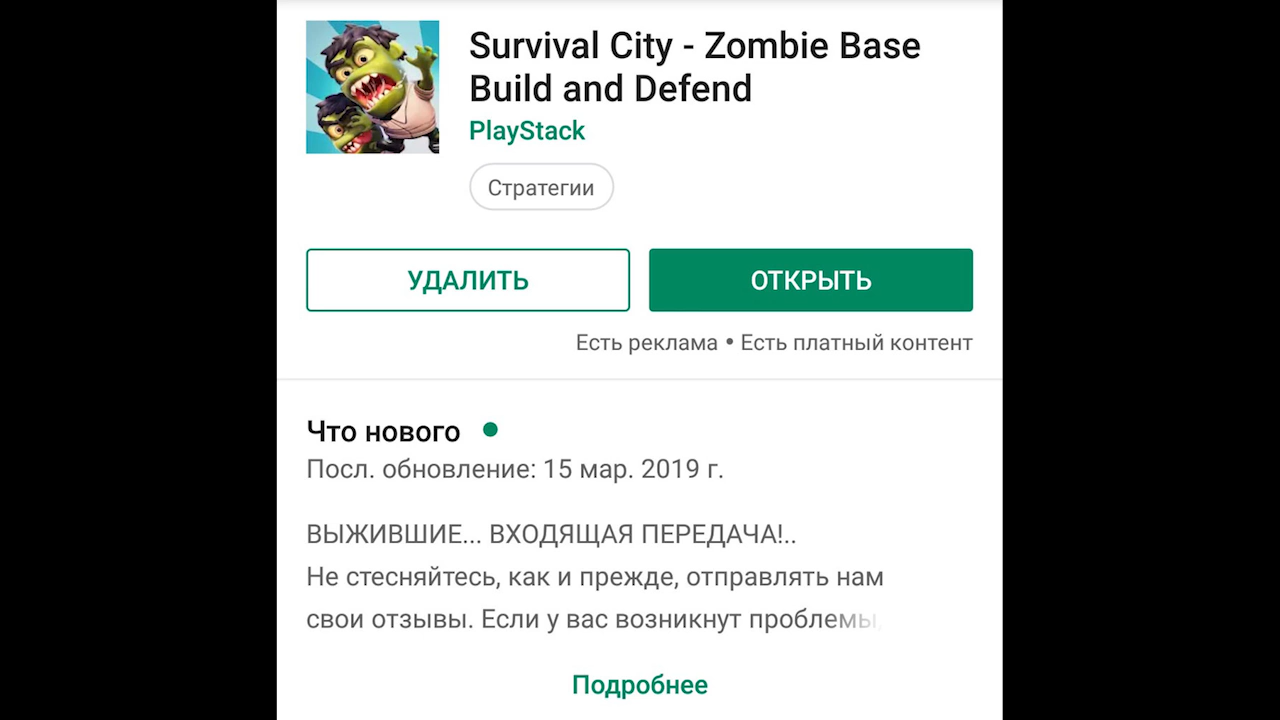 Survival City - Zombie Base
Build and Defend
PlayStack
Стратегии
УДАЛИТЬ
ОТКРЫТЬ
Есть реклама • Есть платный контент
Что нового
Посл. обновление: 15 мар. 2019 г.
ВЫЖИВШИЕ... ВХОДЯЩАЯ ПЕРЕДАЧА!..
Не стесняйтесь, как и прежде, отправлять нам
свои отзывы. Если у вас возникнут проблемы,
Подробнее